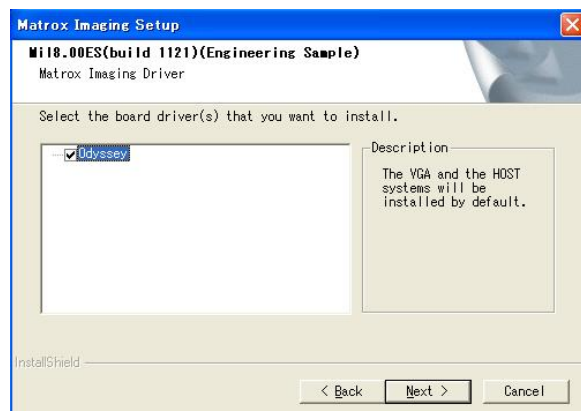 Matrox Imaging Setup
Mil8.00ES(build 1121)(Engineering Sample)
Matrox Imaging Driver
Select the board driver(s) that you want to install.
Odyssey
Description
The VGA and the HOST
systems will be
installed by default.
InstallShield
< Back
Next >
Cancel